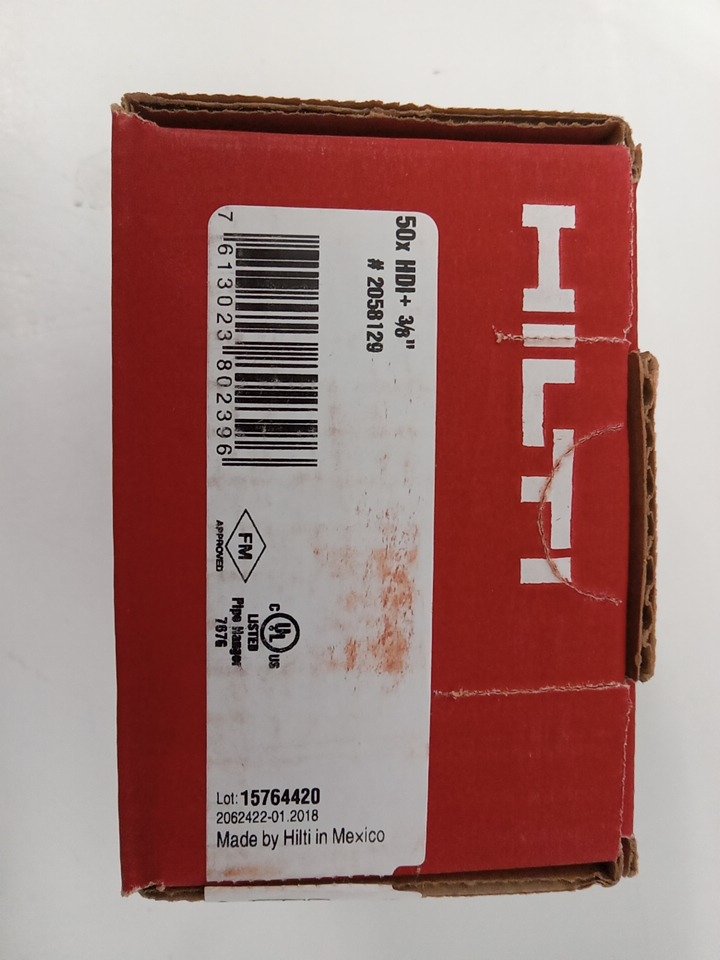 HILTI
50x HDI+ 3/8"
# 2058129
7 613023 802396
FM
APPROVED
C UL US
LISTED
Pipe Hanger
7876
Lot: 15764420
2062422-01.2018
Made by Hilti in Mexico